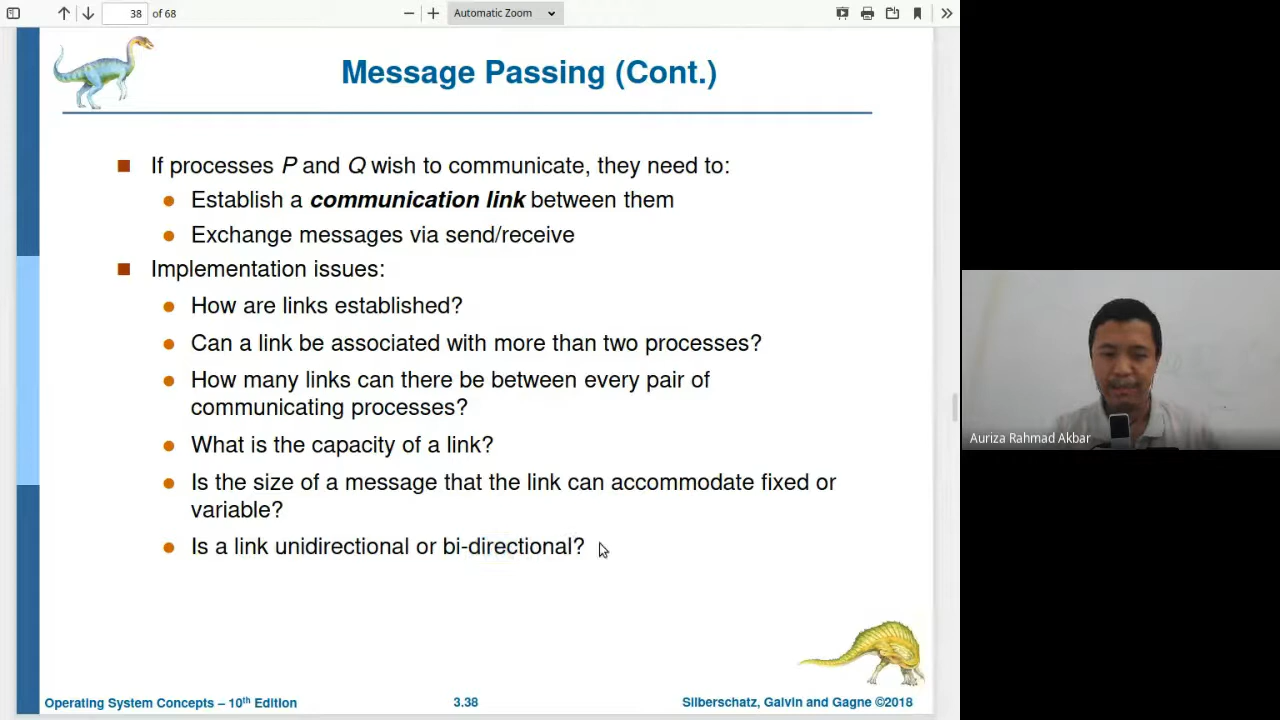 38 of 68
Automatic Zoom
Message Passing (Cont.)
If processes P and Q wish to communicate, they need to:
Establish a communication link between them
Exchange messages via send/receive
Implementation issues:
How are links established?
Can a link be associated with more than two processes?
How many links can there be between every pair of
communicating processes?
What is the capacity of a link?
Is the size of a message that the link can accommodate fixed or
variable?
Is a link unidirectional or bi-directional?
Auriza Rahmad Akbar
Operating System Concepts – 10th Edition
3.38
Silberschatz, Galvin and Gagne ©2018